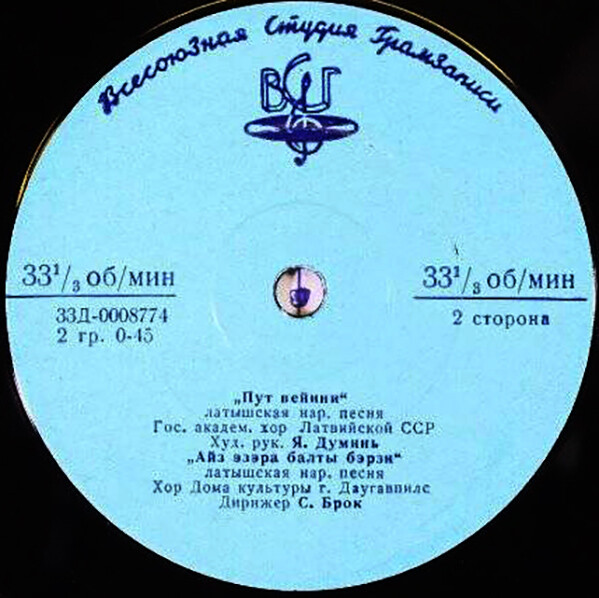 Всесоюзная Студия Грамзаписи
ВСГ
33¹/₃ об/мин
33Д-0008774
2 гр. 0-45
33¹/₃ об/мин
2 сторона
„Пут вейини“
латышская нар. песня
Гос. академ. хор Латвийской ССР
Худ. рук. Я. Думинь
„Айз эзэра балты бэрзи“
латышская нар. песня
Хор Дома культуры г. Даугавпилс
Дирижер С. Брок